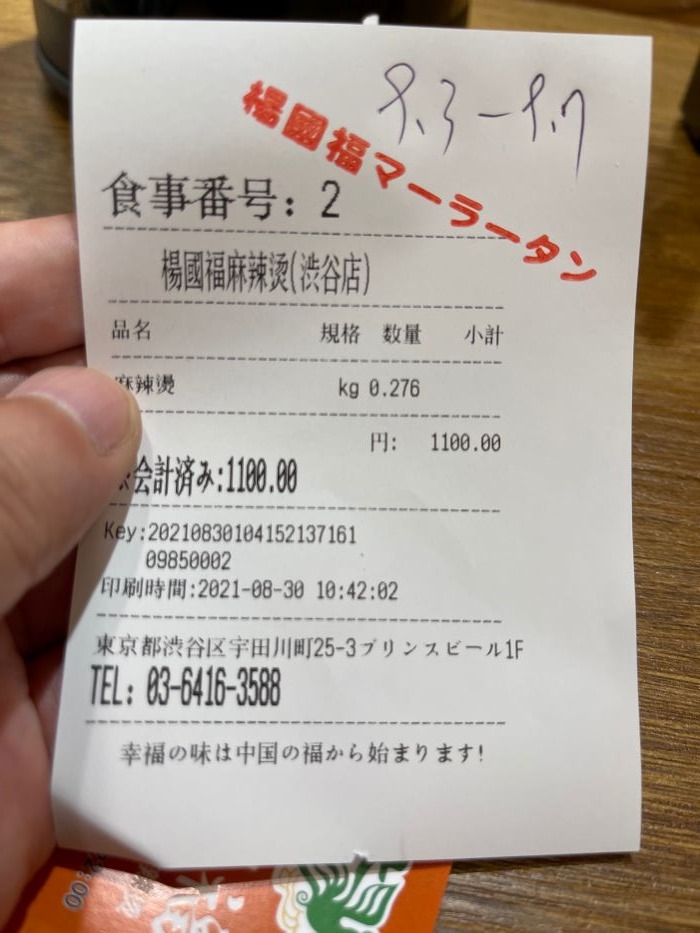 9.3-9.7
楊國福マーラータン
食事番号: 2
楊國福麻辣烫(渋谷店)
品名 規格 数量 小計
麻辣燙 kg 0.276
円: 1100.00
会計済み:1100.00
Key:20210830104152137161
09850002
印刷時間:2021-08-30 10:42:02
東京都渋谷区宇田川町25-3プリンスビール1F
TEL: 03-6416-3588
幸福の味は中国の福から始まります!